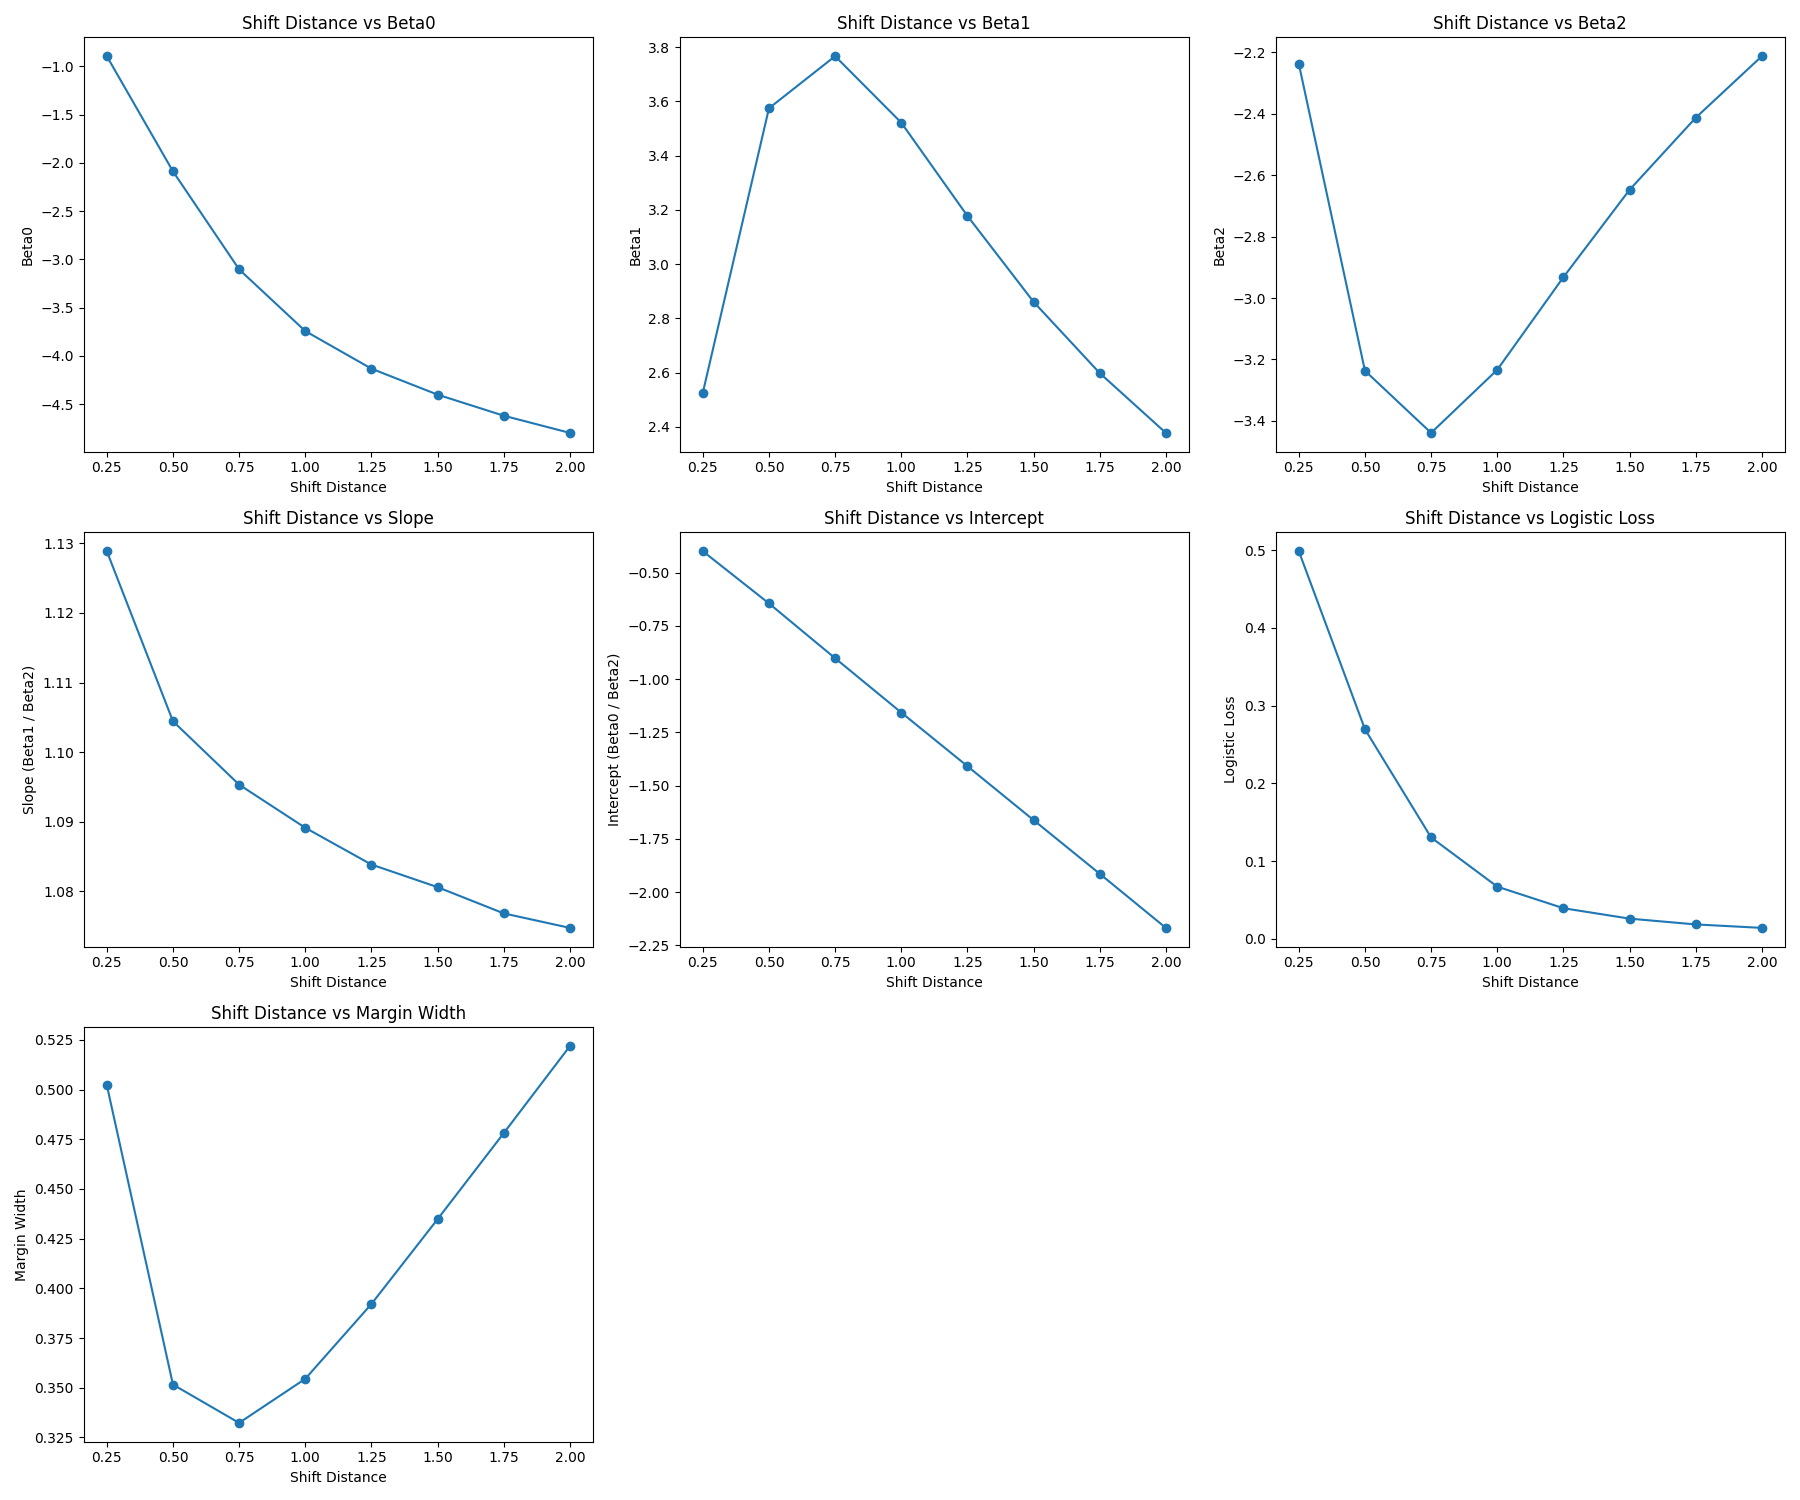 Shift Distance vs Beta0
Beta0
−1.0
−1.5
−2.0
−2.5
−3.0
−3.5
−4.0
−4.5
0.25 0.50 0.75 1.00 1.25 1.50 1.75 2.00
Shift Distance
Shift Distance vs Beta1
Beta1
3.8
3.6
3.4
3.2
3.0
2.8
2.6
2.4
0.25 0.50 0.75 1.00 1.25 1.50 1.75 2.00
Shift Distance
Shift Distance vs Beta2
Beta2
−2.2
−2.4
−2.6
−2.8
−3.0
−3.2
−3.4
0.25 0.50 0.75 1.00 1.25 1.50 1.75 2.00
Shift Distance
Shift Distance vs Slope
Slope (Beta1 / Beta2)
1.13
1.12
1.11
1.10
1.09
1.08
0.25 0.50 0.75 1.00 1.25 1.50 1.75 2.00
Shift Distance
Shift Distance vs Intercept
Intercept (Beta0 / Beta2)
−0.50
−0.75
−1.00
−1.25
−1.50
−1.75
−2.00
−2.25
0.25 0.50 0.75 1.00 1.25 1.50 1.75 2.00
Shift Distance
Shift Distance vs Logistic Loss
Logistic Loss
0.5
0.4
0.3
0.2
0.1
0.0
0.25 0.50 0.75 1.00 1.25 1.50 1.75 2.00
Shift Distance
Shift Distance vs Margin Width
Margin Width
0.525
0.500
0.475
0.450
0.425
0.400
0.375
0.350
0.325
0.25 0.50 0.75 1.00 1.25 1.50 1.75 2.00
Shift Distance